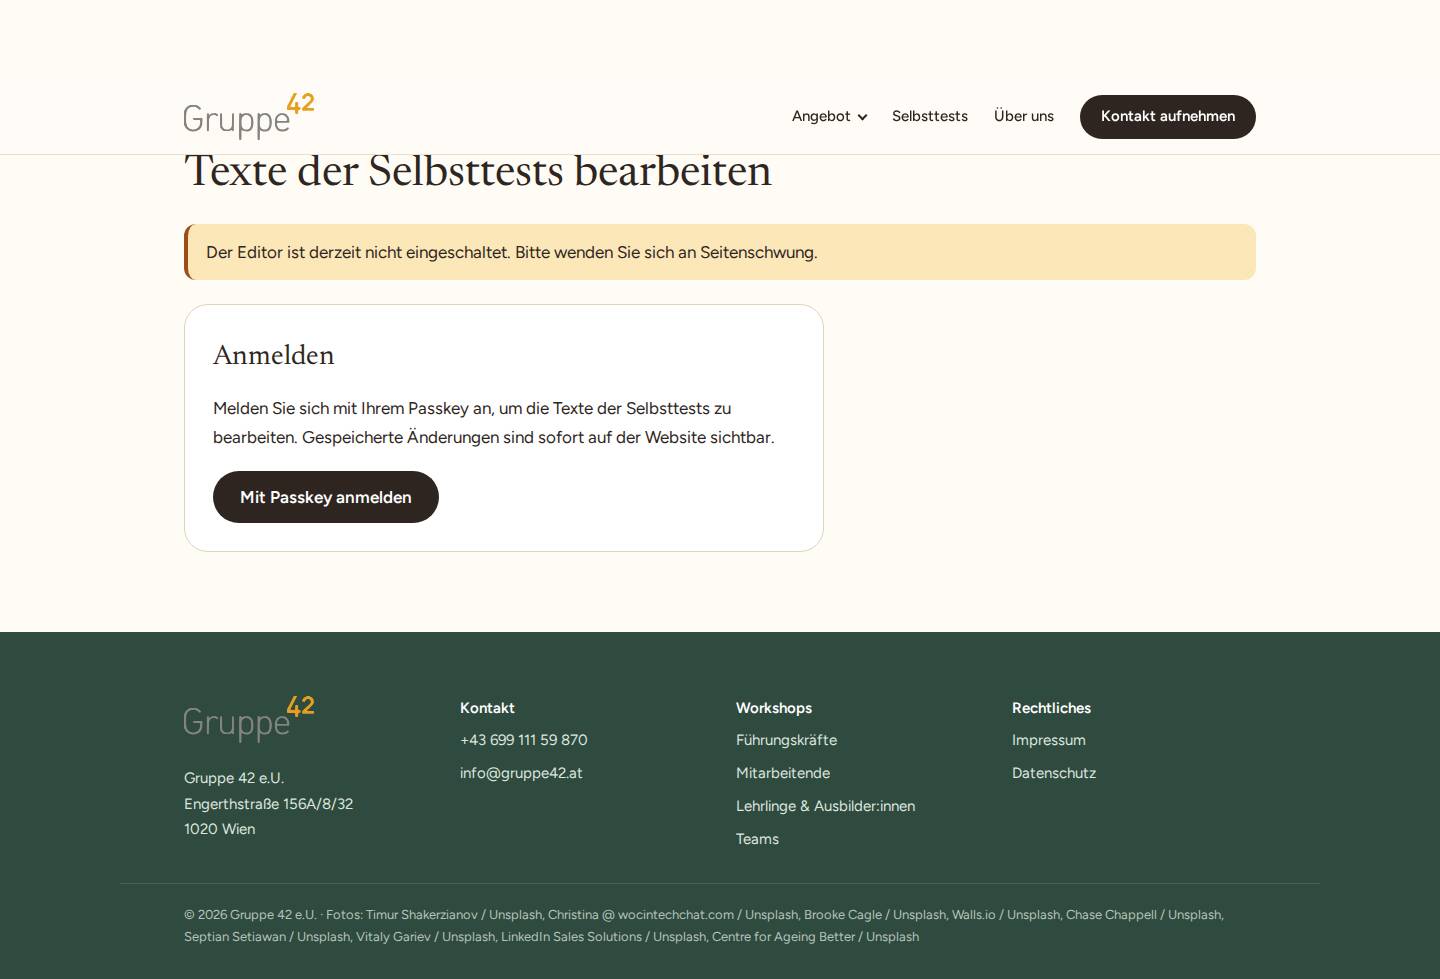 Gruppe42
Angebot
Selbsttests
Über uns
Kontakt aufnehmen
Texte der Selbsttests bearbeiten
Der Editor ist derzeit nicht eingeschaltet. Bitte wenden Sie sich an Seitenschwung.
Anmelden
Melden Sie sich mit Ihrem Passkey an, um die Texte der Selbsttests zu
bearbeiten. Gespeicherte Änderungen sind sofort auf der Website sichtbar.
Mit Passkey anmelden
Gruppe42
Gruppe 42 e.U.
Engerthstraße 156A/8/32
1020 Wien
Kontakt
+43 699 111 59 870
info@gruppe42.at
Workshops
Führungskräfte
Mitarbeitende
Lehrlinge & Ausbilder:innen
Teams
Rechtliches
Impressum
Datenschutz
© 2026 Gruppe 42 e.U. · Fotos: Timur Shakerzianov / Unsplash, Christina @ wocintechchat.com / Unsplash, Brooke Cagle / Unsplash, Walls.io / Unsplash, Chase Chappell / Unsplash,
Septian Setiawan / Unsplash, Vitaly Gariev / Unsplash, LinkedIn Sales Solutions / Unsplash, Centre for Ageing Better / Unsplash